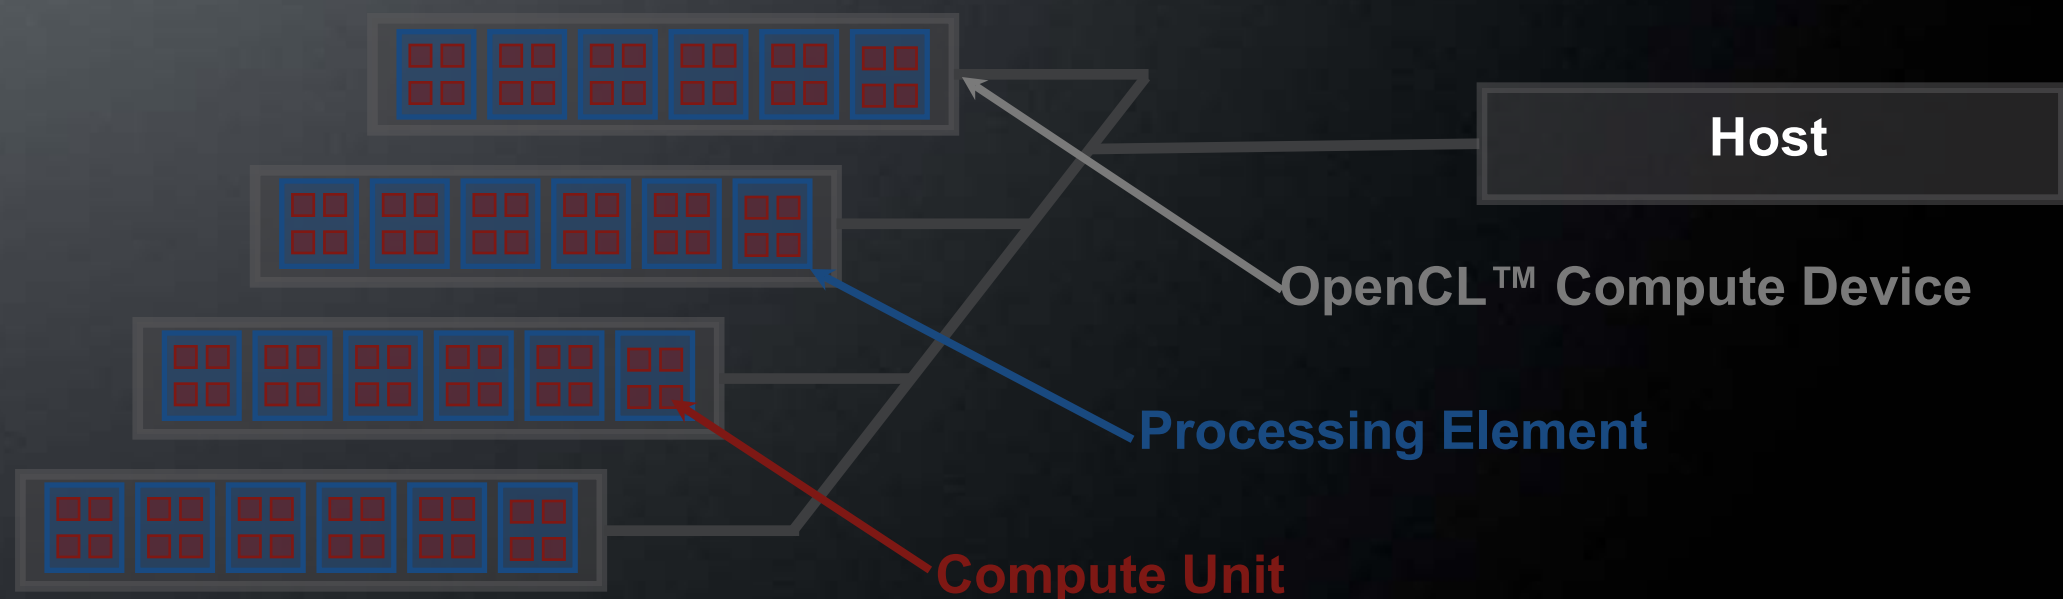 Host
OpenCL™ Compute Device
Processing Element
Compute Unit